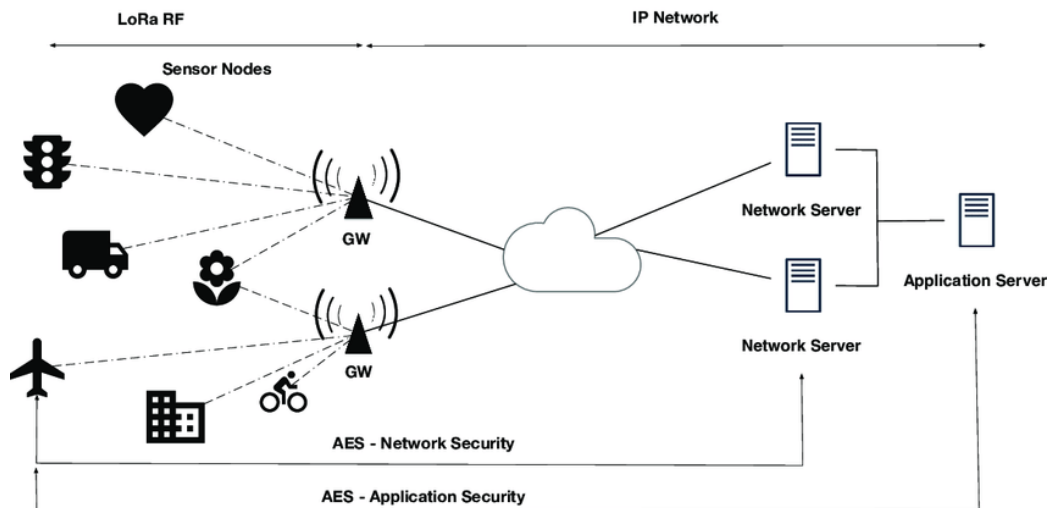 LoRa RF
IP Network
Sensor Nodes
GW
Network Server
Application Server
GW
Network Server
AES - Network Security
AES - Application Security